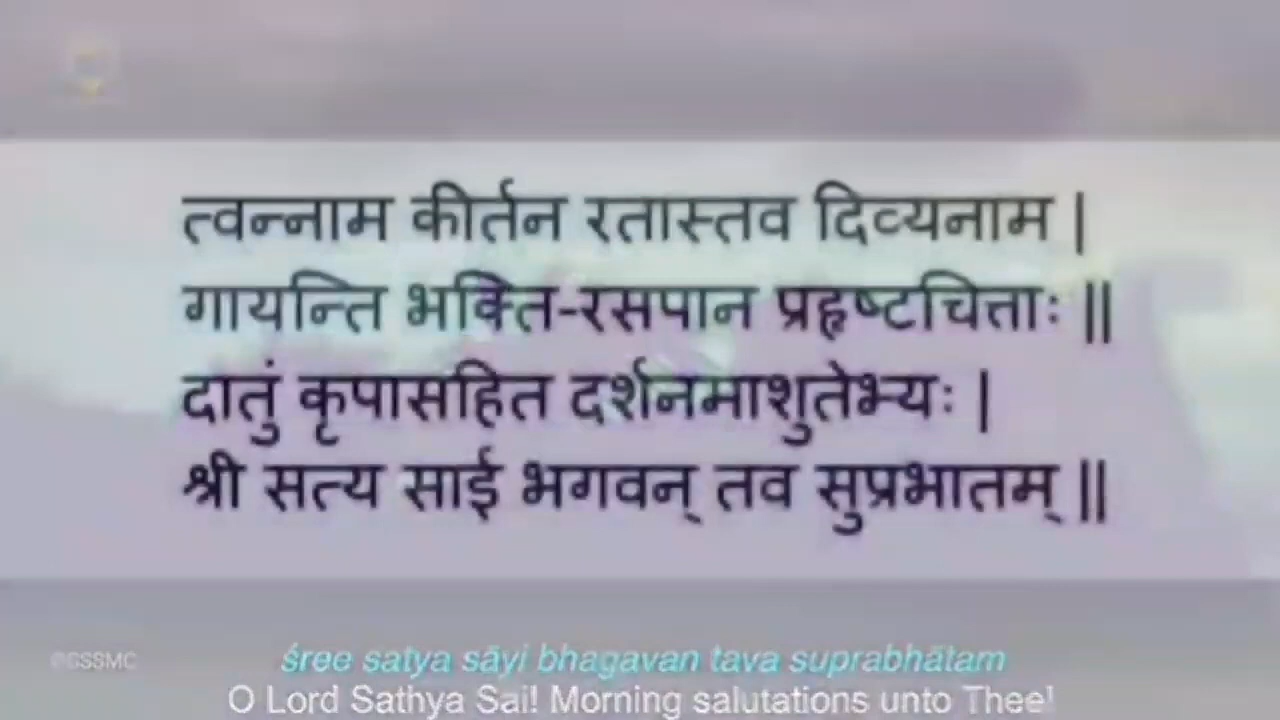 त्वन्नाम कीर्तन रतास्तव दिव्यनाम |
गायन्ति भक्ति-रसपान प्रहृष्टचित्ताः ||
दातुं कृपासहित दर्शनमाशुतेभ्यः |
श्री सत्य साई भगवन् तव सुप्रभातम् ||
©CSSMC
śree satya sāyi bhagavan tava suprabhātam
O Lord Sathya Sai! Morning salutations unto Thee!